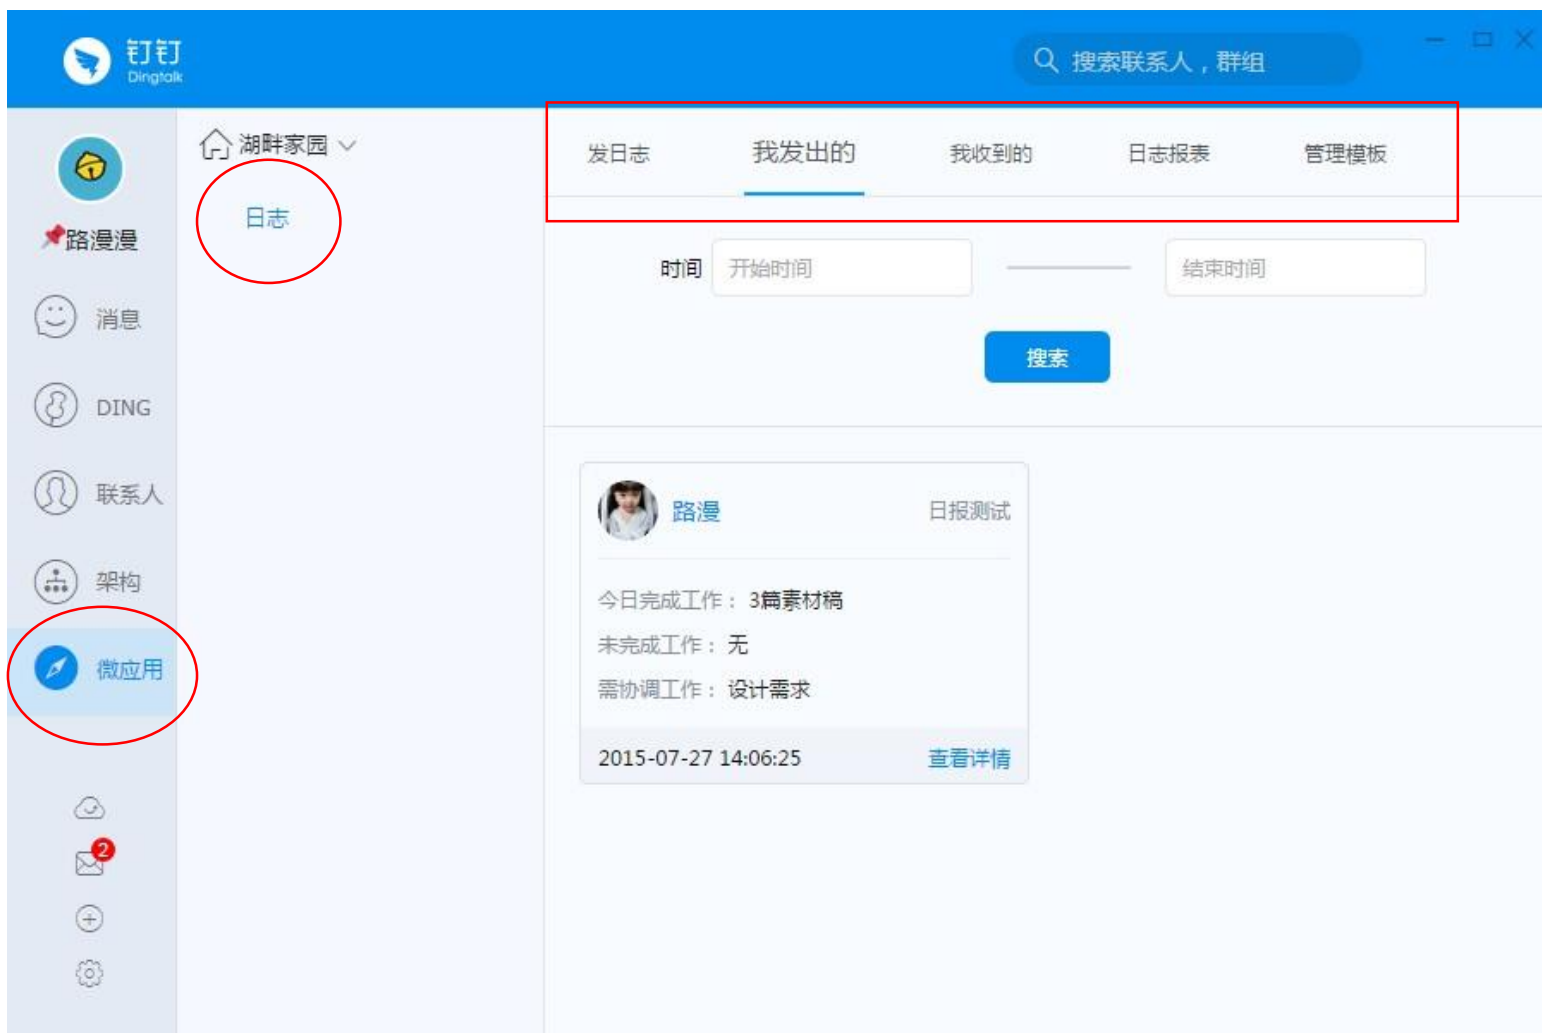 钉钉
Dingtalk
搜索联系人，群组
路漫漫
消息
DING
联系人
架构
微应用
2
湖畔家园
日志
发日志 我发出的 我收到的 日志报表 管理模板
时间 开始时间 结束时间
搜索
路漫 日报测试
今日完成工作： 3篇素材稿
未完成工作： 无
需协调工作： 设计需求
2015-07-27 14:06:25 查看详情